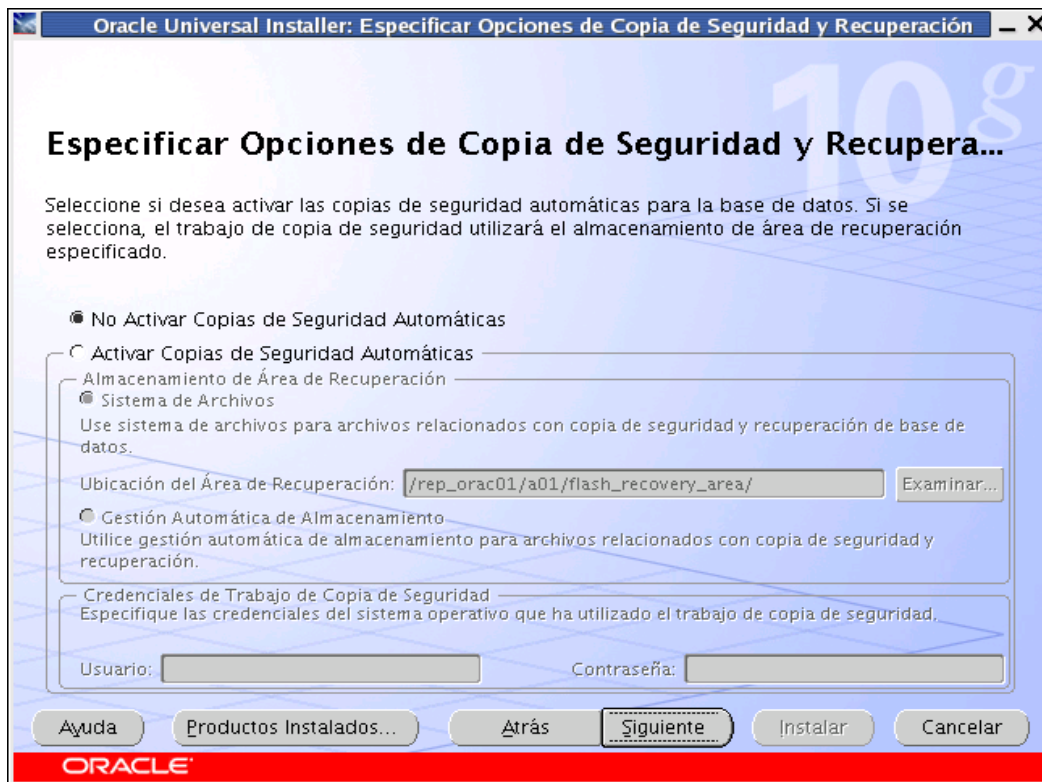 Oracle Universal Installer: Especificar Opciones de Copia de Seguridad y Recuperación
10g
Especificar Opciones de Copia de Seguridad y Recupera...
Seleccione si desea activar las copias de seguridad automáticas para la base de datos. Si se
selecciona, el trabajo de copia de seguridad utilizará el almacenamiento de área de recuperación
especificado.
No Activar Copias de Seguridad Automáticas
Activar Copias de Seguridad Automáticas
Almacenamiento de Área de Recuperación
Sistema de Archivos
Use sistema de archivos para archivos relacionados con copia de seguridad y recuperación de base de
datos.
Ubicación del Área de Recuperación: /rep_orac01/a01/flash_recovery_area/ Examinar...
Gestión Automática de Almacenamiento
Utilice gestión automática de almacenamiento para archivos relacionados con copia de seguridad y
recuperación.
Credenciales de Trabajo de Copia de Seguridad
Especifique las credenciales del sistema operativo que ha utilizado el trabajo de copia de seguridad.
Usuario: Contraseña:
Ayuda Productos Instalados... Atrás Siguiente Instalar Cancelar
ORACLE